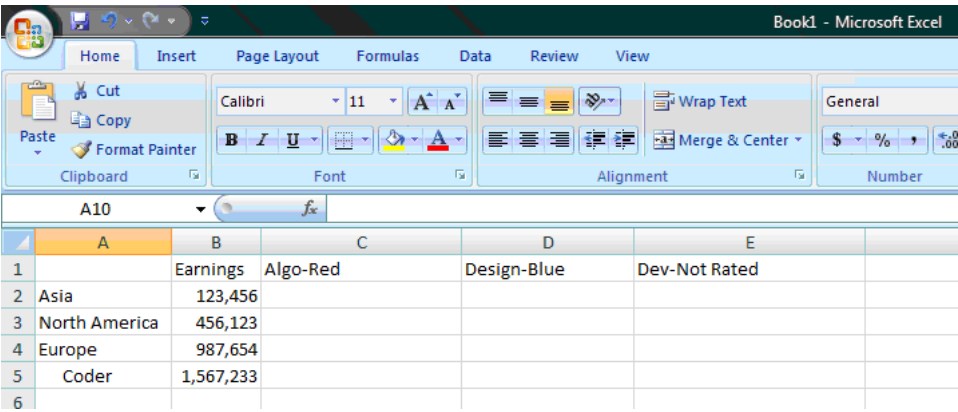 Book1 - Microsoft Excel
Home Insert Page Layout Formulas Data Review View
Cut
Copy
Format Painter
Paste
Calibri 11 A A
B I U A
Wrap Text
Merge & Center
General
$ % , .00
Clipboard Font Alignment Number
A10 fx
A B C D E
1 Earnings Algo-Red Design-Blue Dev-Not Rated
2 Asia 123,456
3 North America 456,123
4 Europe 987,654
5 Coder 1,567,233
6